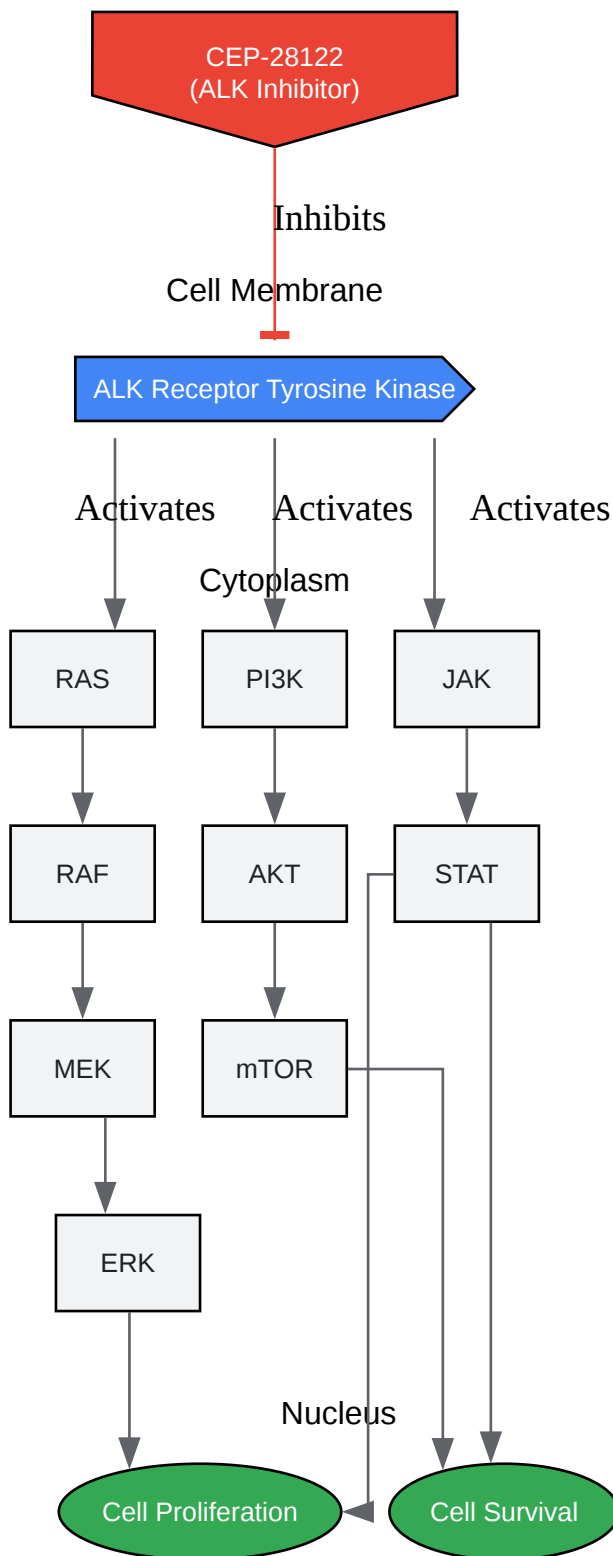 CEP-28122
(ALK Inhibitor)
Inhibits
Cell Membrane
ALK Receptor Tyrosine Kinase
Activates
Activates
Activates
Cytoplasm
RAS
PI3K
JAK
RAF
AKT
STAT
MEK
mTOR
ERK
Nucleus
Cell Proliferation
Cell Survival